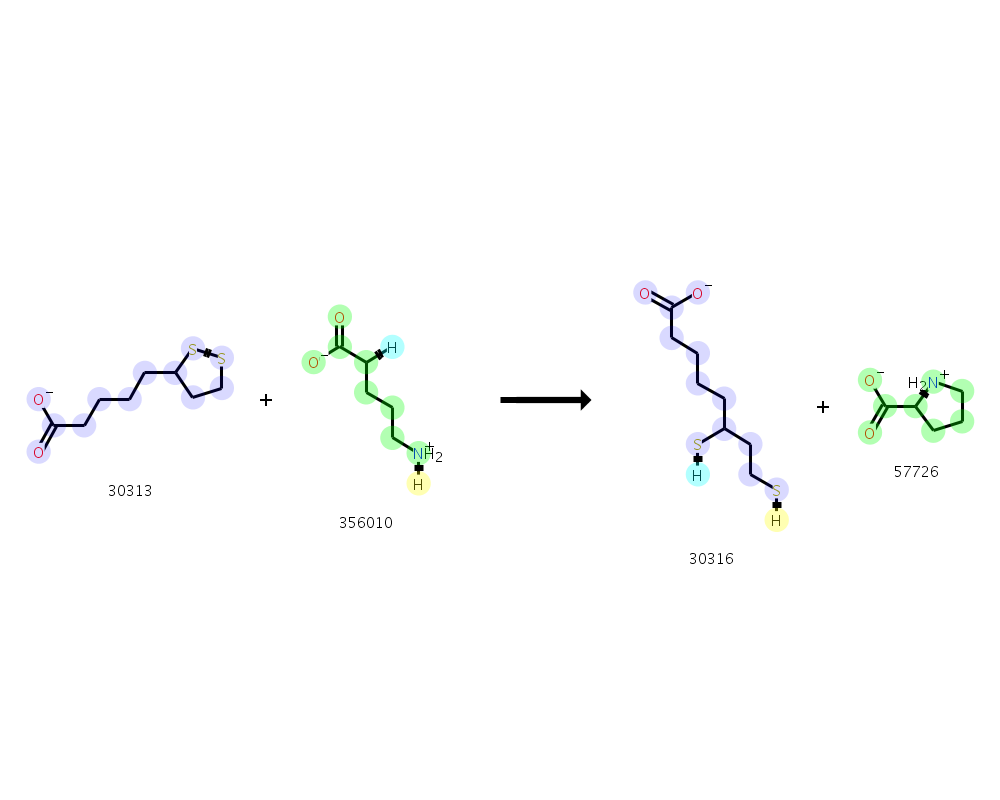 O
O⁻
O
O⁻
O
O⁻ H
S S
O⁻ H₂N⁺
O
O⁻
+
+
O
S
S
NH₂⁺
30313
H
H
57726
S
H
356010
30316